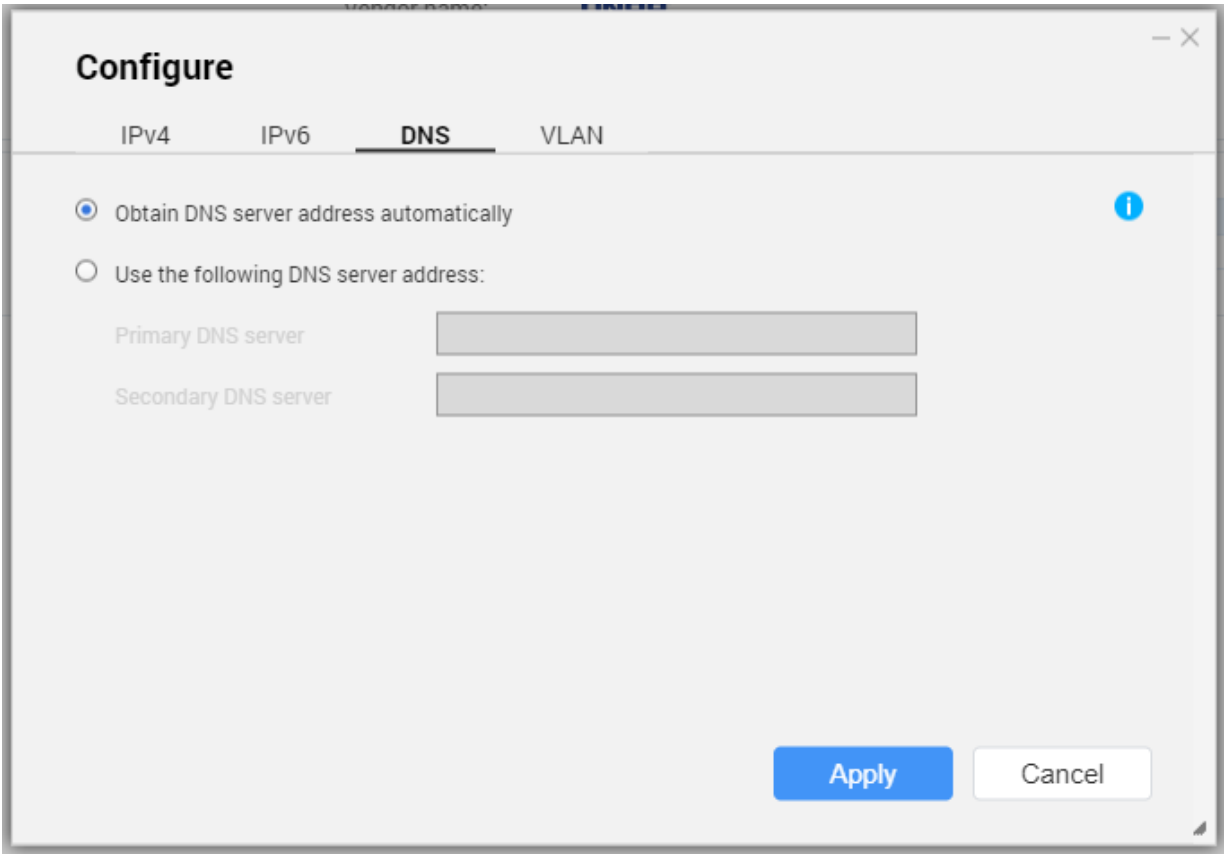 Configure
IPv4 IPv6 DNS VLAN
Obtain DNS server address automatically
Use the following DNS server address:
Primary DNS server
Secondary DNS server
Apply Cancel